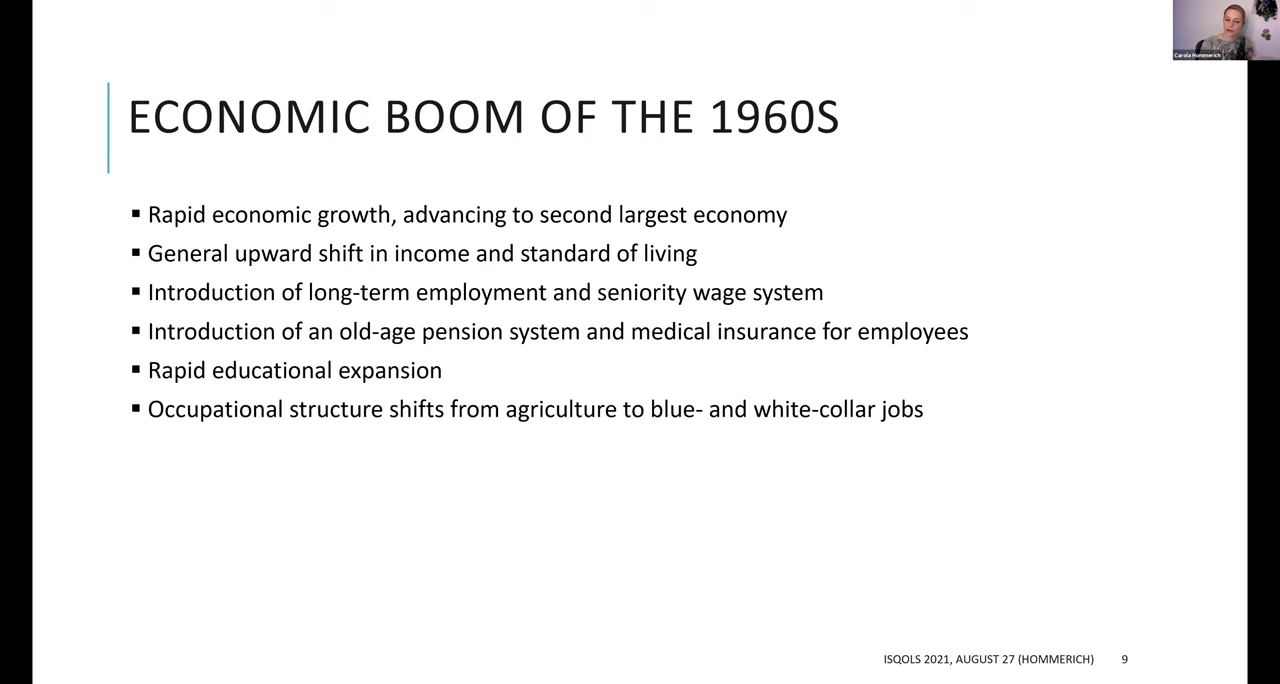 Carola Hommerich
ECONOMIC BOOM OF THE 1960S
▪ Rapid economic growth, advancing to second largest economy
▪ General upward shift in income and standard of living
▪ Introduction of long-term employment and seniority wage system
▪ Introduction of an old-age pension system and medical insurance for employees
▪ Rapid educational expansion
▪ Occupational structure shifts from agriculture to blue- and white-collar jobs
ISQOLS 2021, AUGUST 27 (HOMMERICH) 9